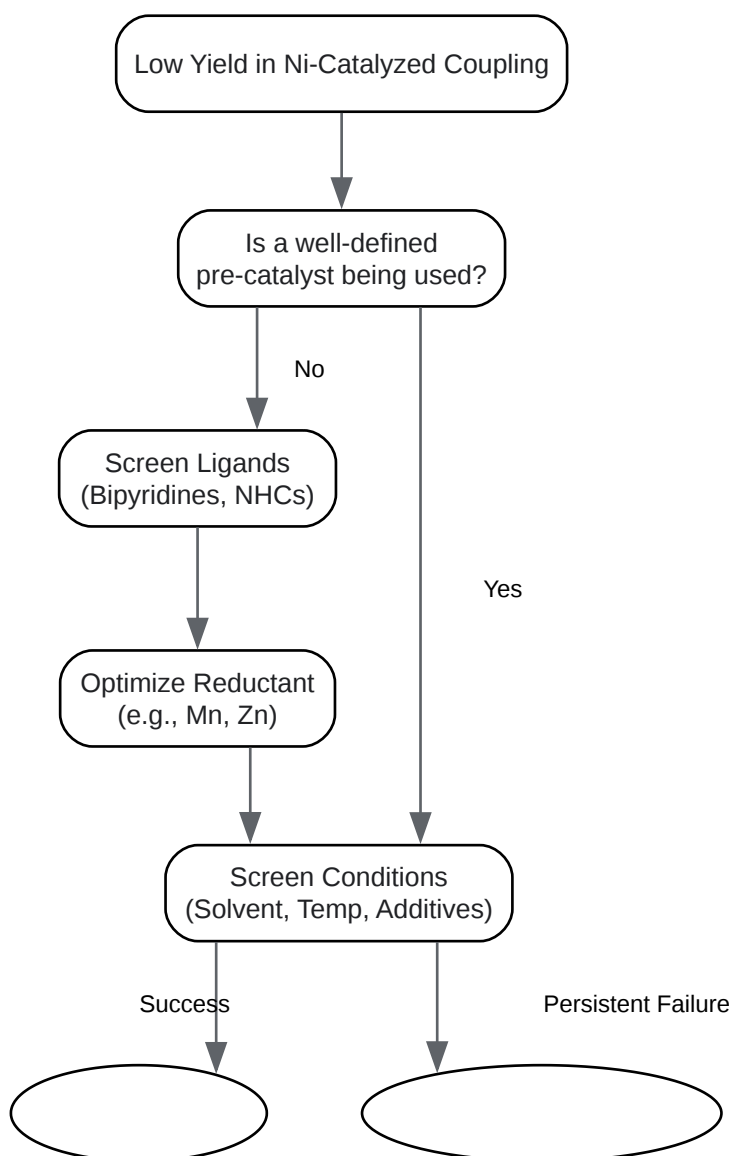 Low Yield in Ni-Catalyzed Coupling
Is a well-defined
pre-catalyst being used?
No
Screen Ligands
(Bipyridines, NHCs)
Yes
Optimize Reductant
(e.g., Mn, Zn)
Screen Conditions
(Solvent, Temp, Additives)
Success
Persistent Failure